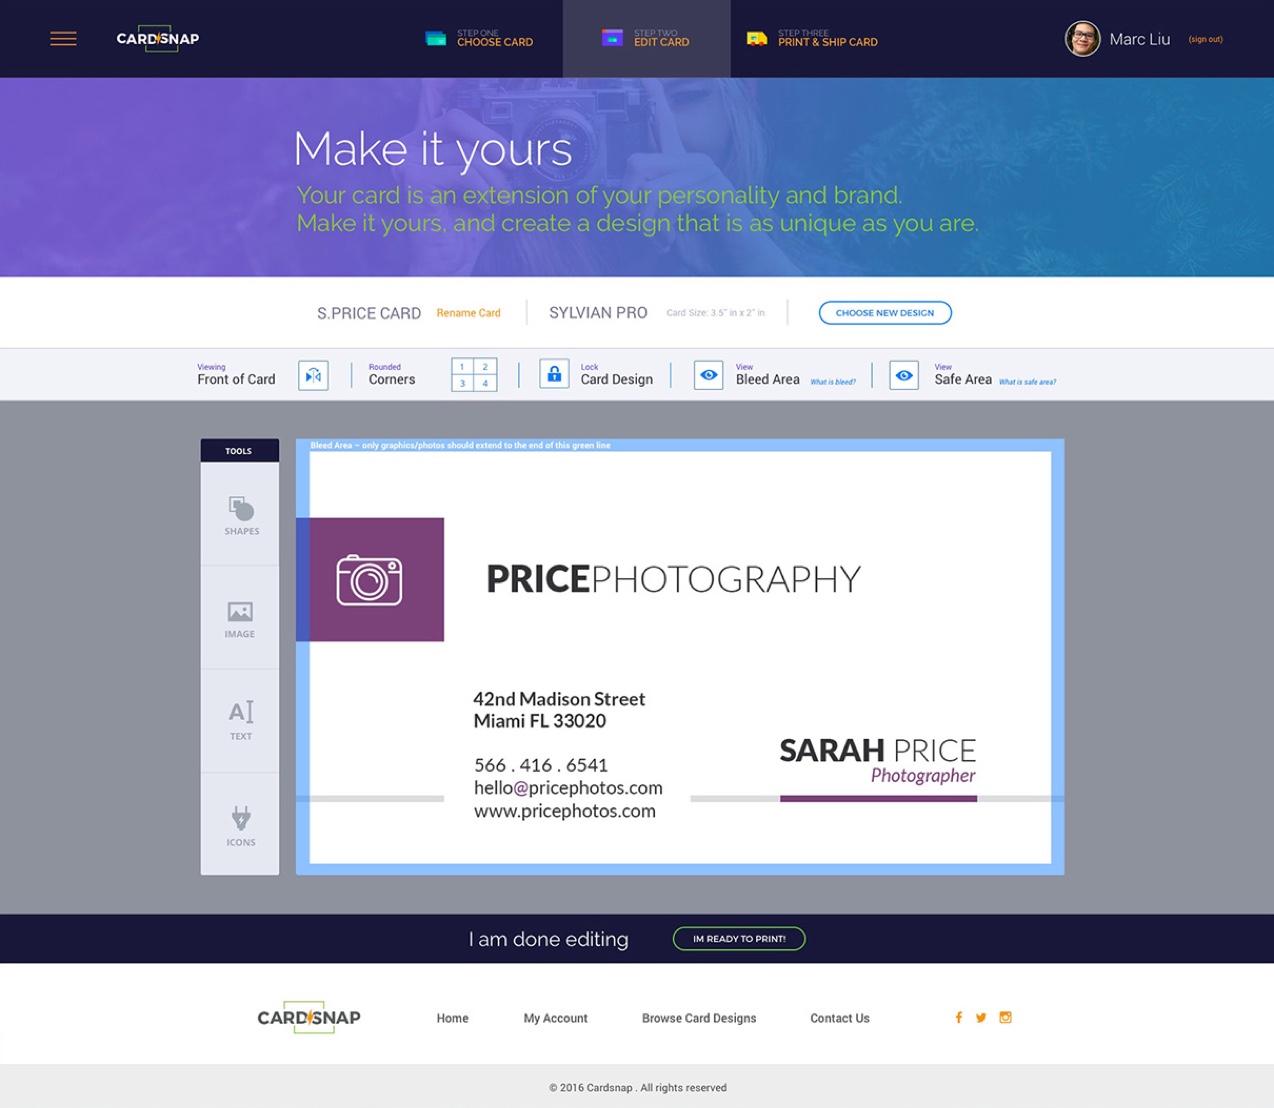 CARDSNAP
STEP ONE
CHOOSE CARD
STEP TWO
EDIT CARD
STEP THREE
PRINT & SHIP CARD
Marc Liu
(sign out)
Make it yours
Your card is an extension of your personality and brand.
Make it yours, and create a design that is as unique as you are.
S.PRICE CARD
Rename Card
SYLVIAN PRO
Card Size: 3.5" in x 2" in
CHOOSE NEW DESIGN
Viewing
Front of Card
Rounded
Corners
1 2
3 4
Lock
Card Design
View
Bleed Area
What is bleed?
View
Safe Area
What is safe area?
TOOLS
SHAPES
IMAGE
A
TEXT
ICONS
Bleed Area – only graphics/photos should extend to the end of this green line
PRICEPHOTOGRAPHY
42nd Madison Street
Miami FL 33020
566 . 416 . 6541
hello@pricephotos.com
www.pricephotos.com
SARAH PRICE
Photographer
I am done editing
IM READY TO PRINT!
CARDSNAP
Home
My Account
Browse Card Designs
Contact Us
© 2016 Cardsnap . All rights reserved